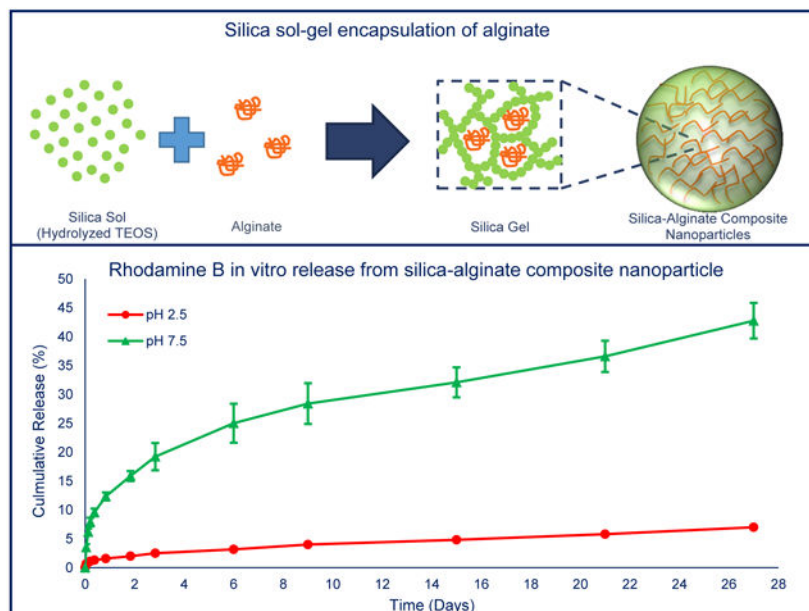 Silica sol-gel encapsulation of alginate
Silica Sol
(Hydrolyzed TEOS)
Alginate
Silica Gel
Silica-Alginate Composite
Nanoparticles
Rhodamine B in vitro release from silica-alginate composite nanoparticle
50
45
40
35
30
25
20
15
10
5
0
Culmulative Release (%)
pH 2.5
pH 7.5
0
2
4
6
8
10
12
14
16
18
20
22
24
26
28
Time (Days)